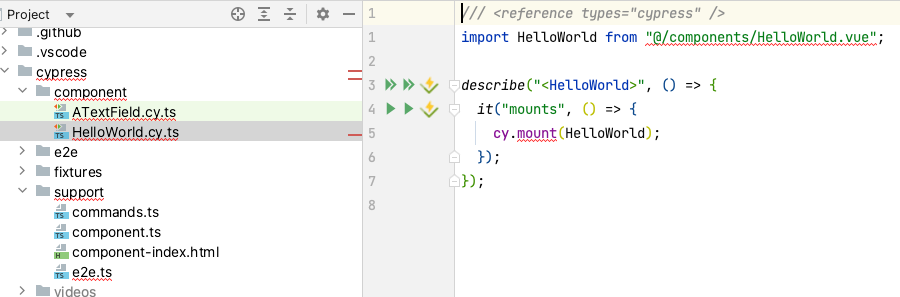 Project
.github
.vscode
cypress
component
ATextField.cy.ts
HelloWorld.cy.ts
e2e
fixtures
support
commands.ts
component.ts
component-index.html
e2e.ts
videos
1 /// <reference types="cypress" />
1 import HelloWorld from "@/components/HelloWorld.vue";
2
3 describe("<HelloWorld>", () => {
4 it("mounts", () => {
5 cy.mount(HelloWorld);
6 });
7 });
8